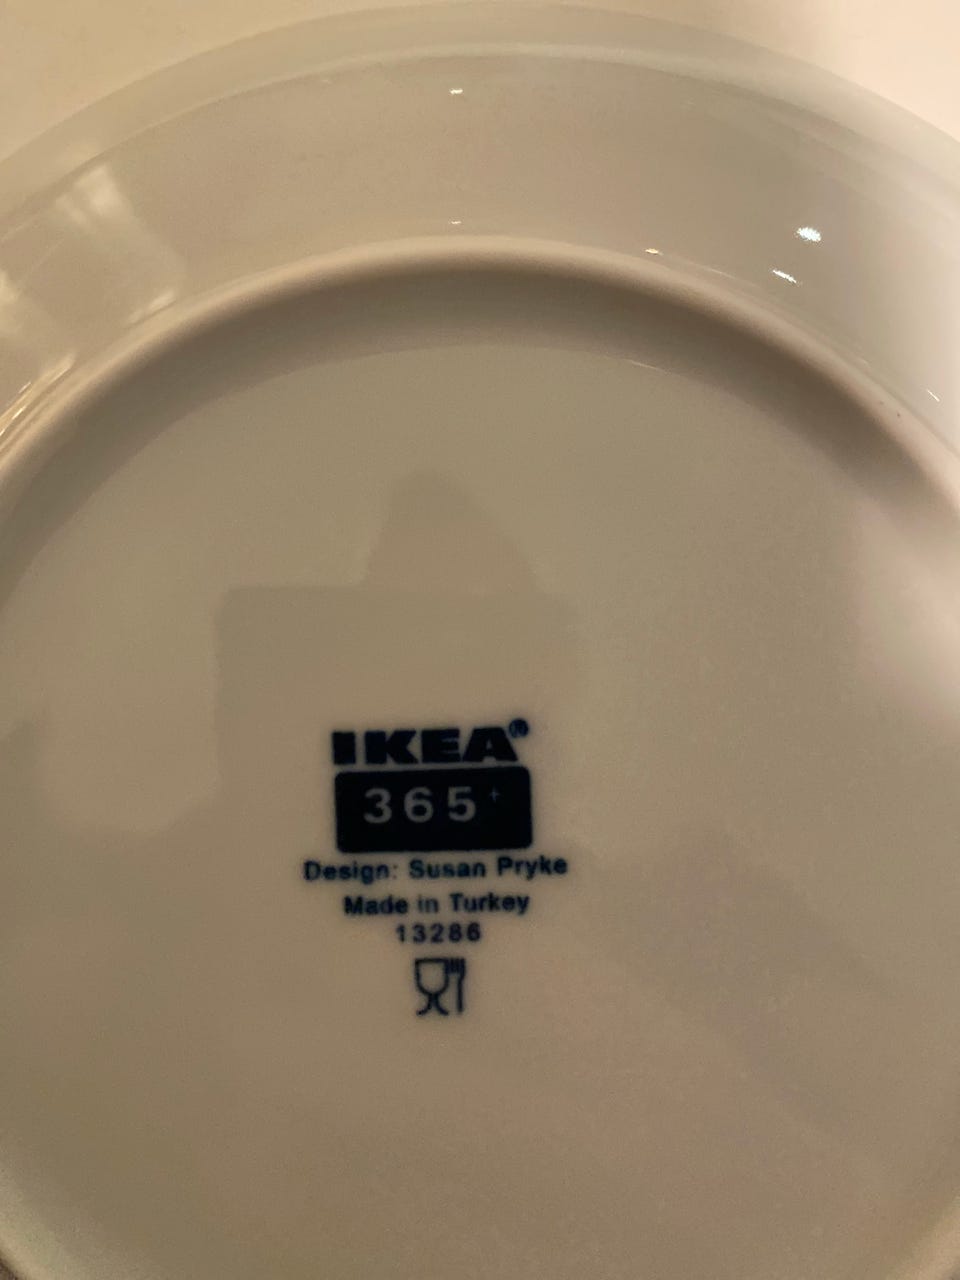 IKEA®
365+
Design: Susan Pryke
Made in Turkey
13286